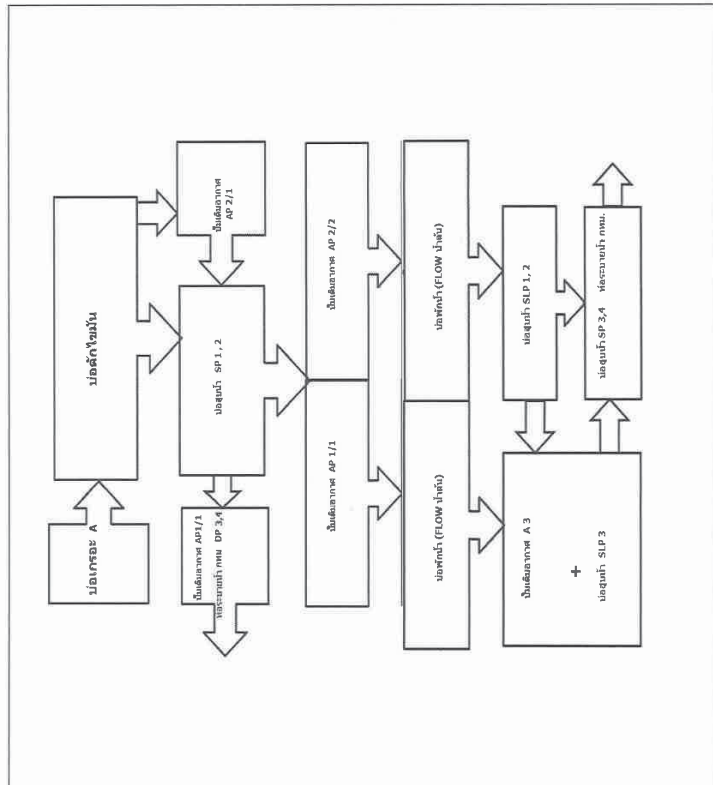 บ่อเกรอะ A
บ่อดักไขมัน
ปั๊มเติมอากาศ
AP 2/1
บ่อสูบน้ำ SP 1, 2
ปั๊มเติมอากาศ AP1/1
ท่อระบายน้ำ กทม DP 3,4
ปั๊มเติมอากาศ AP 1/1
ปั๊มเติมอากาศ AP 2/2
บ่อพักน้ำ (FLOW น้ำล้น)
บ่อพักน้ำ (FLOW น้ำล้น)
บ่อสูบน้ำ SLP 1, 2
ปั๊มเติมอากาศ A 3
+
บ่อสูบน้ำ SLP 3
บ่อสูบน้ำ SP 3,4 ท่อระบายน้ำ กทม.